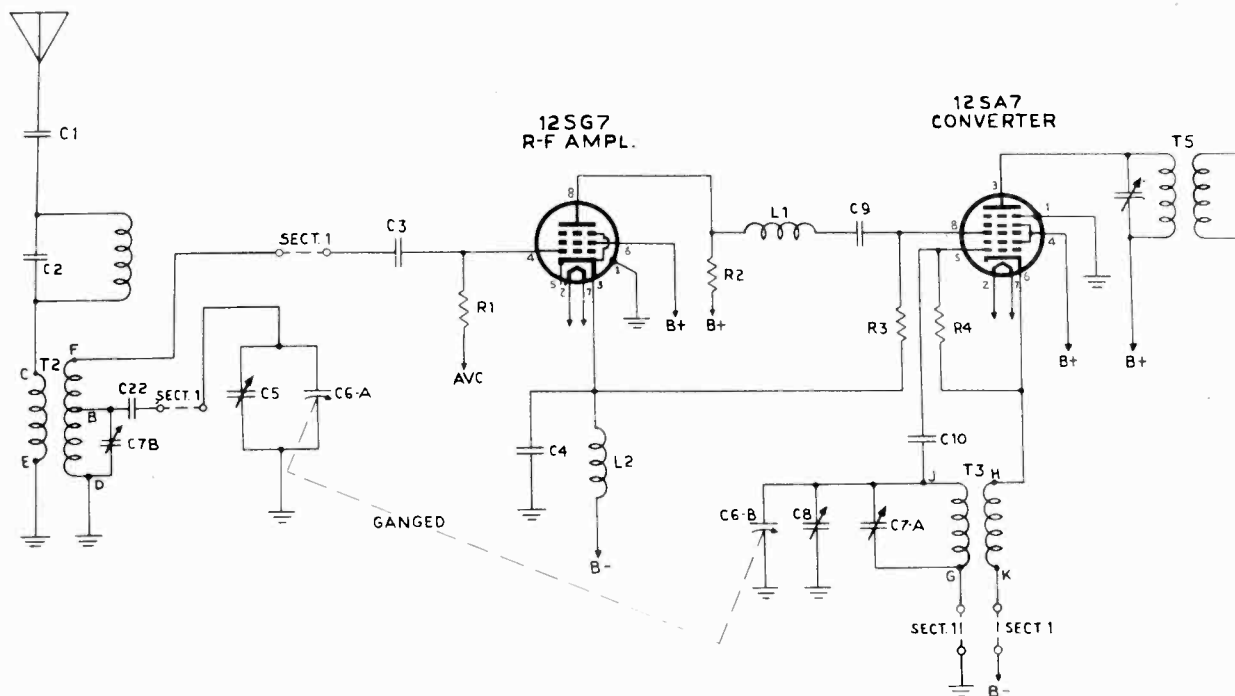 12SG7
R-F AMPL.
12SA7
CONVERTER
C1
C2
SECT. 1
C3
R1
AVC
8
4
6
1
5
2
7
3
B+
R2
B+
L1
C9
3
8
5
1
4
2
7
6
T5
R3
R4
B+
B+
C
T2
F
B
E
D
C22
SECT. 1
C7B
C5
C6-A
C4
L2
B-
GANGED
C10
J
T3
H
C6-B
C8
C7-A
G
K
SECT. 1
SECT 1
B-